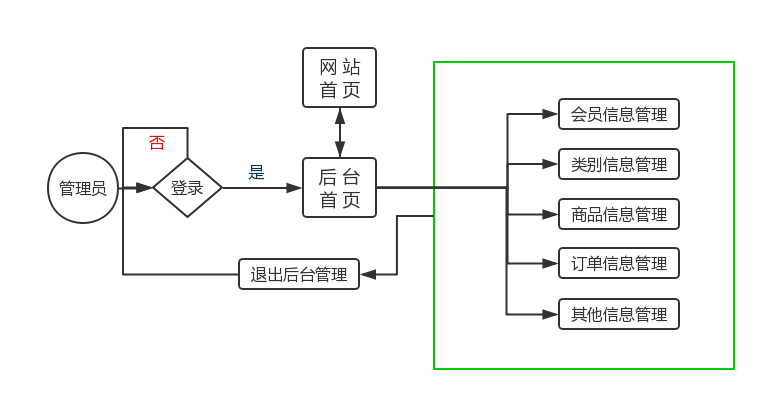 网站
首页
会员信息管理
否
类别信息管理
是
管理员
登录
后台
首页
商品信息管理
订单信息管理
退出后台管理
其他信息管理